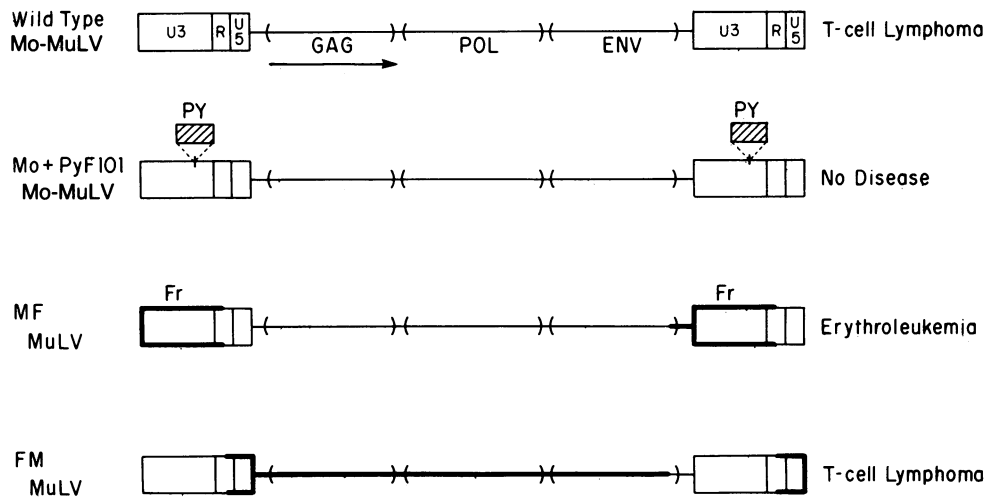 Wild Type
Mo-MuLV
U3 R U5
GAG POL ENV
U3 R U5
T-cell Lymphoma
PY PY
Mo + PyF101
Mo-MuLV
No Disease
Fr Fr
MF
MuLV
Erythroleukemia
FM
MuLV
T-cell Lymphoma